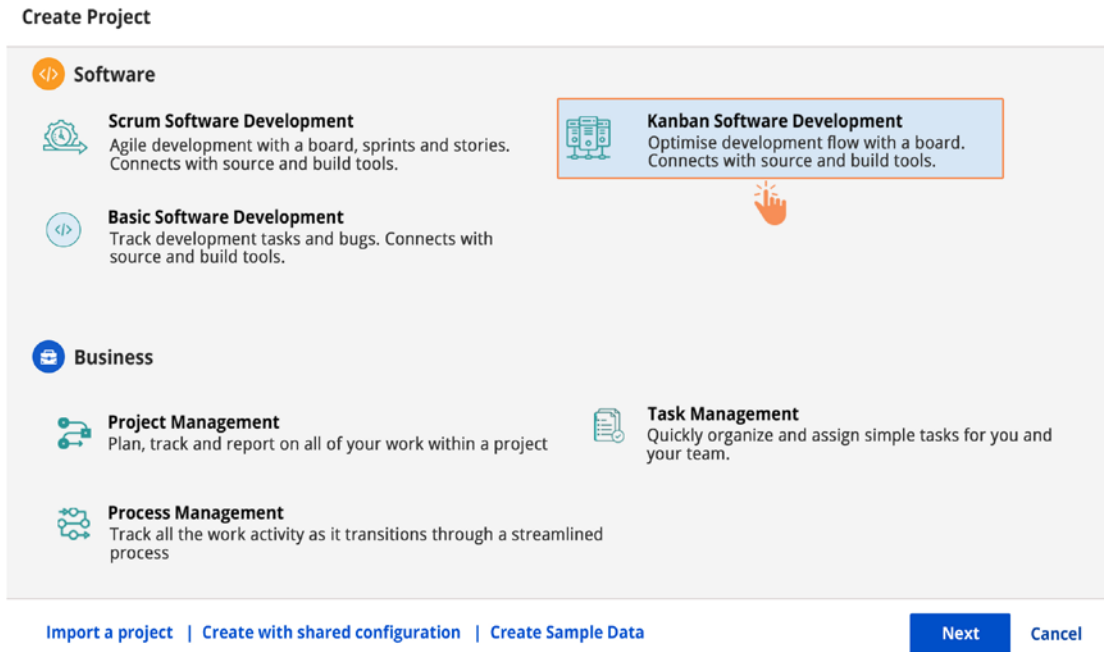 Create Project
Software
Scrum Software Development
Agile development with a board, sprints and stories.
Connects with source and build tools.
Kanban Software Development
Optimise development flow with a board.
Connects with source and build tools.
Basic Software Development
Track development tasks and bugs. Connects with
source and build tools.
Business
Project Management
Plan, track and report on all of your work within a project
Task Management
Quickly organize and assign simple tasks for you and
your team.
Process Management
Track all the work activity as it transitions through a streamlined
process
Import a project | Create with shared configuration | Create Sample Data
Next
Cancel